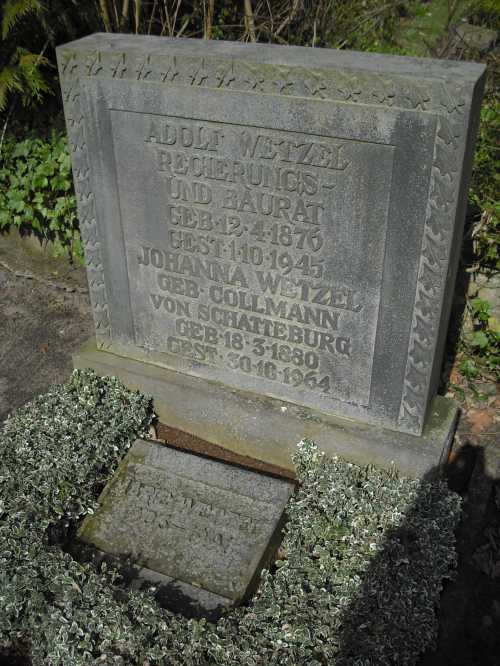 ADOLF WETZEL
REGIERUNGS-
UND BAURAT
GEB·12·4·1876
GEST·1·10·1945
JOHANNA WETZEL
GEB·COLLMANN
VON SCHATTEBURG
GEB·18·3·1880
GEST·30·10·1964